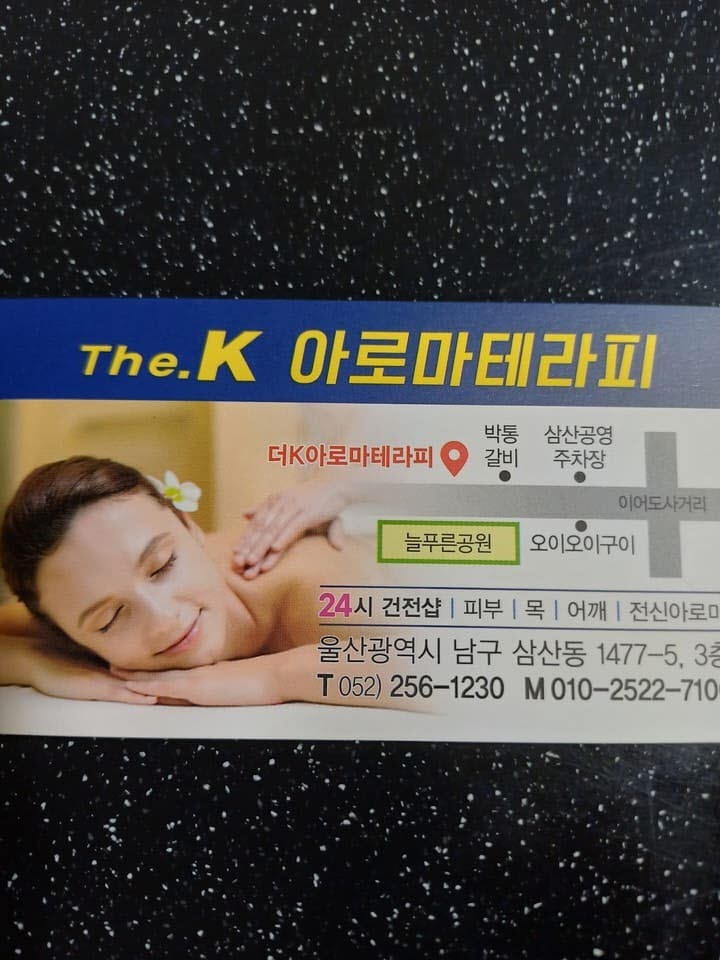 The.K 아로마테라피
박통 삼산공영
더K아로마테라피 갈비 주차장
이어도사거리
늘푸른공원 오이오이구이
24시 건전샵 | 피부 | 목 | 어깨 | 전신아로마
울산광역시 남구 삼산동 1477-5, 3층
T 052) 256-1230 M 010-2522-710